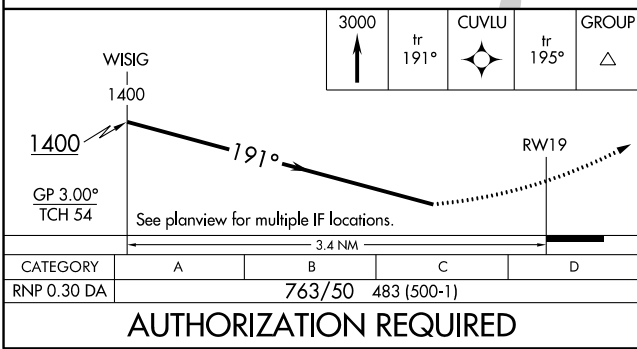 3000 tr 191° CUVLU tr 195° GROUP
WISIG
1400
1400
191°
RW19
GP 3.00°
TCH 54
See planview for multiple IF locations.
3.4 NM
CATEGORY A B C D
RNP 0.30 DA 763/50 483 (500-1)
AUTHORIZATION REQUIRED